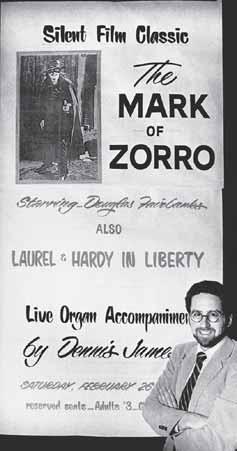 Silent Film Classic
The
MARK
OF
ZORRO
Starring Douglas Fairbanks
ALSO
LAUREL & HARDY IN LIBERTY
Live Organ Accompanimen
by Dennis Jame
SATURDAY, FEBRUARY 26
reserved seats Adults $3